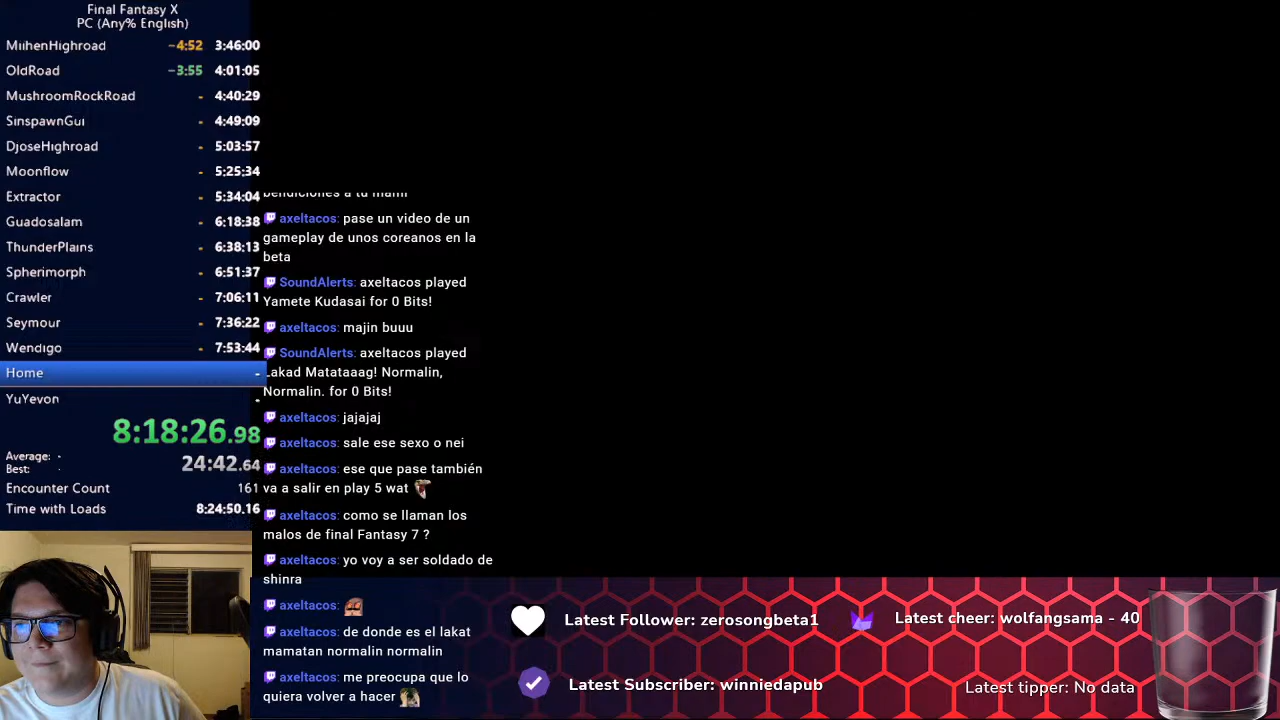 Final Fantasy X
PC (Any% English)
MiihenHighroad -4:52 3:46:00
OldRoad -3:55 4:01:05
MushroomRockRoad - 4:40:29
SinspawnGui - 4:49:09
DjoseHighroad - 5:03:57
Moonflow - 5:25:34
Extractor - 5:34:04
Guadosalam - 6:18:38
ThunderPlains - 6:38:13
Spherimorph - 6:51:37
Crawler - 7:06:11
Seymour - 7:36:22
Wendigo - 7:53:44
Home -
YuYevon -
8:18:26.98
Average: -
Best: -
24:42.64
Encounter Count 161
Time with Loads 8:24:50.16
bendiciones a tu mami
axeltacos: pase un video de un
gameplay de unos coreanos en la
beta
SoundAlerts: axeltacos played
Yamete Kudasai for 0 Bits!
axeltacos: majin buuu
SoundAlerts: axeltacos played
Lakad Matataaag! Normalin,
Normalin. for 0 Bits!
axeltacos: jajajaj
axeltacos: sale ese sexo o nei
axeltacos: ese que pase también
va a salir en play 5 wat
axeltacos: como se llaman los
malos de final Fantasy 7 ?
axeltacos: yo voy a ser soldado de
shinra
axeltacos:
axeltacos: de donde es el lakat
mamatan normalin normalin
axeltacos: me preocupa que lo
quiera volver a hacer
Latest Follower: zerosongbeta1
Latest cheer: wolfangsama - 40
Latest Subscriber: winniedapub
Latest tipper: No data